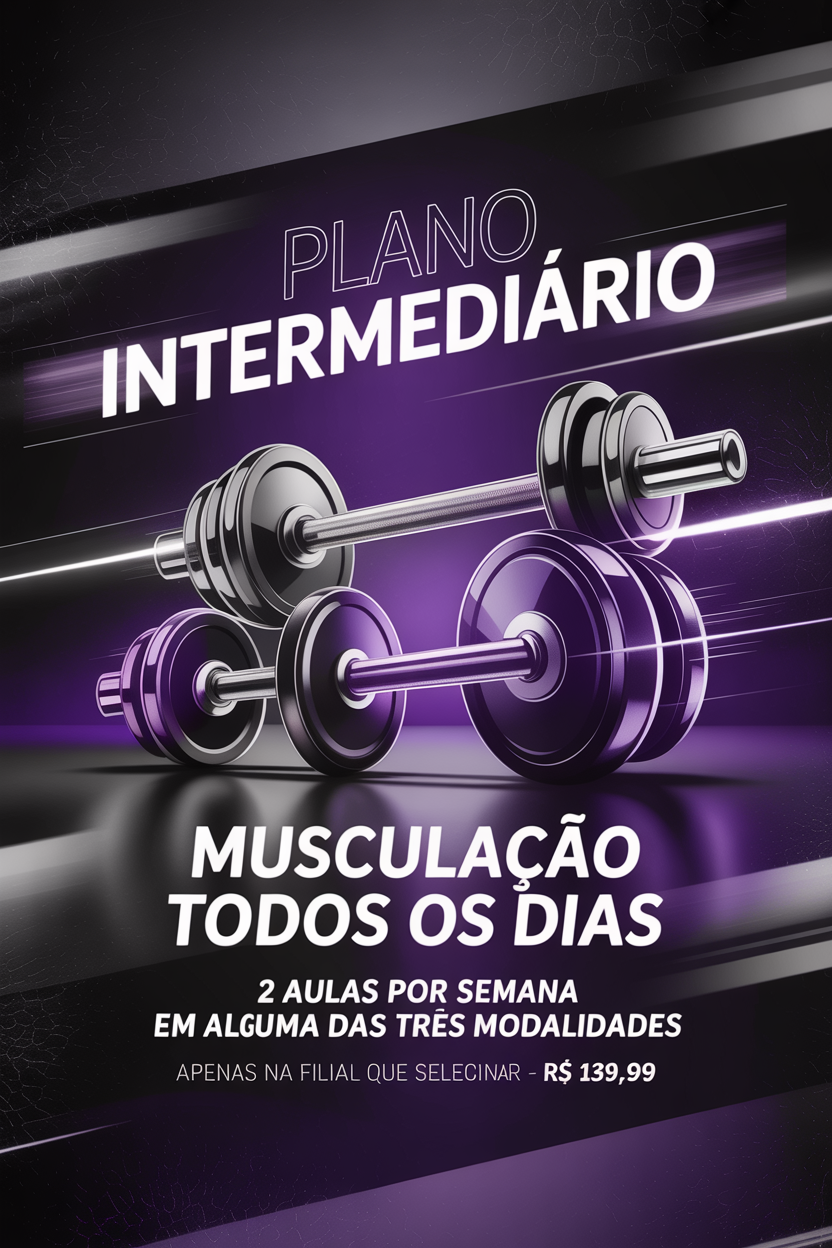 PLANO
INTERMEDIÁRIO
MUSCULAÇÃO
TODOS OS DIAS
2 AULAS POR SEMANA
EM ALGUMA DAS TRÊS MODALIDADES
APENAS NA FILIAL QUE SELECINAR - R$ 139,99